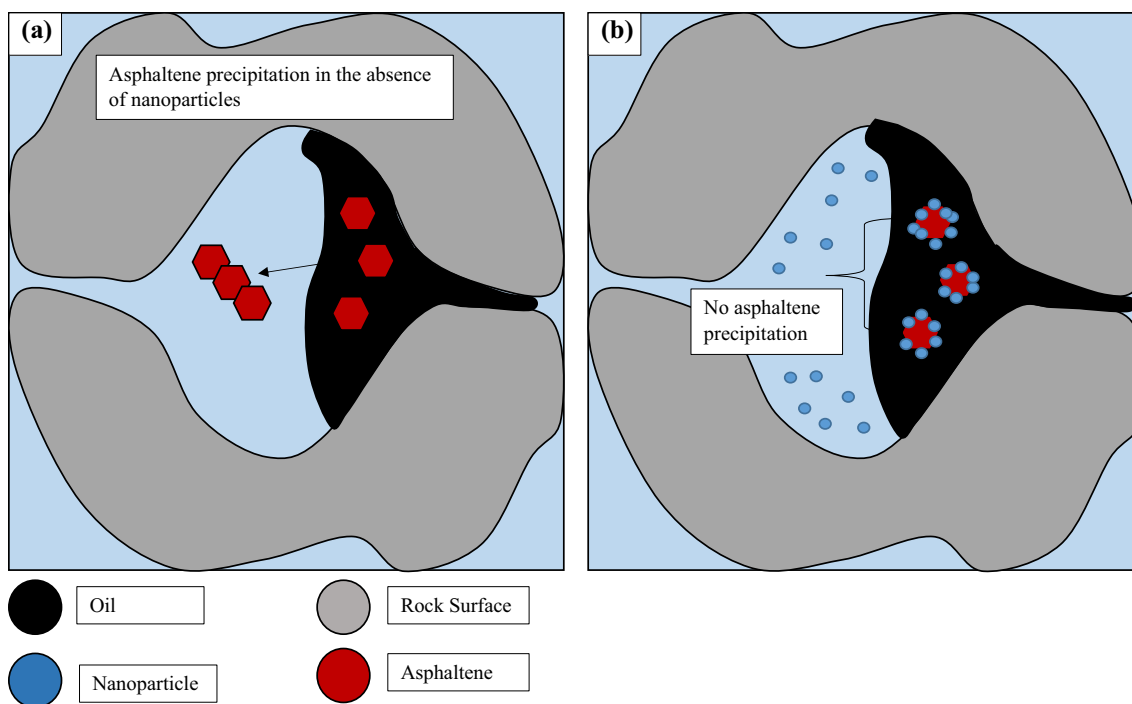 (a)
Asphaltene precipitation in the absence
of nanoparticles
(b)
No asphaltene
precipitation
Oil
Rock Surface
Nanoparticle
Asphaltene